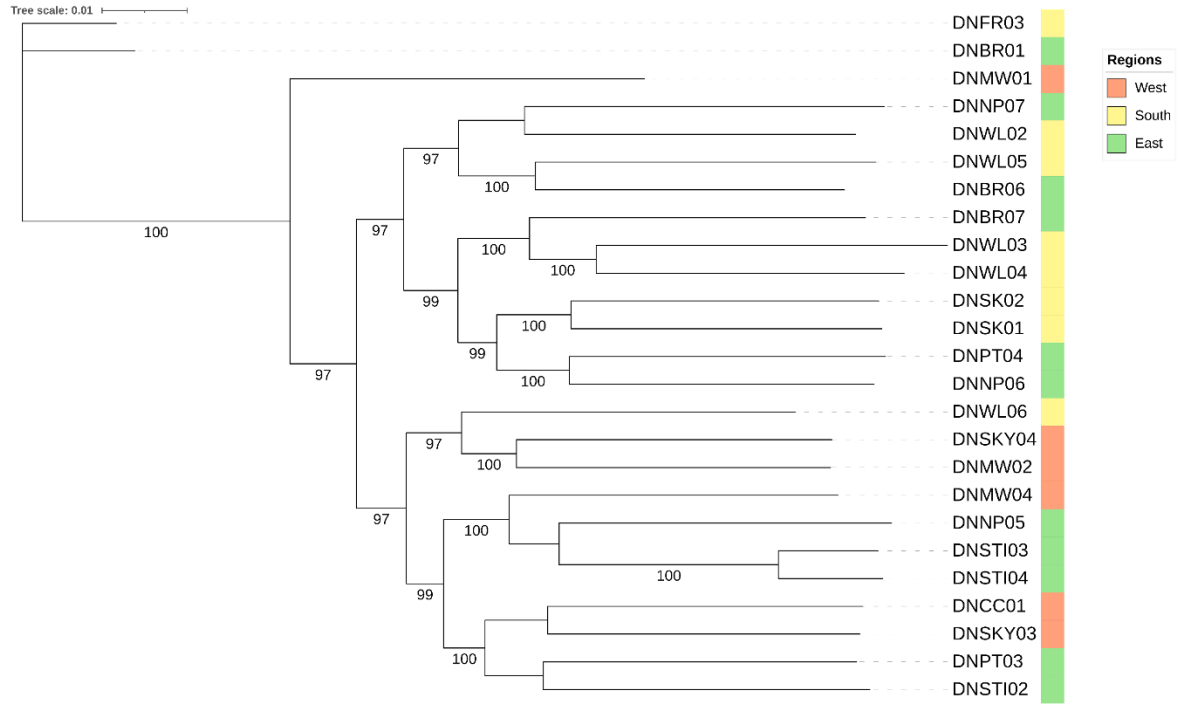 Tree scale: 0.01
DNFR03
DNBR01
Regions
DNMW01
West
DNNP07
South
DNWL02
East
97
DNWL05
100
DNBR06
DNBR07
97
100
100
DNWL03
100
DNWL04
99
DNSK02
100
DNSK01
99
DNPT04
97
100
DNNP06
DNWL06
97
DNSKY04
100
DNMW02
DNMW04
97
100
DNNP05
DNSTI03
100
DNSTI04
99
DNCC01
DNSKY03
100
DNPT03
DNSTI02